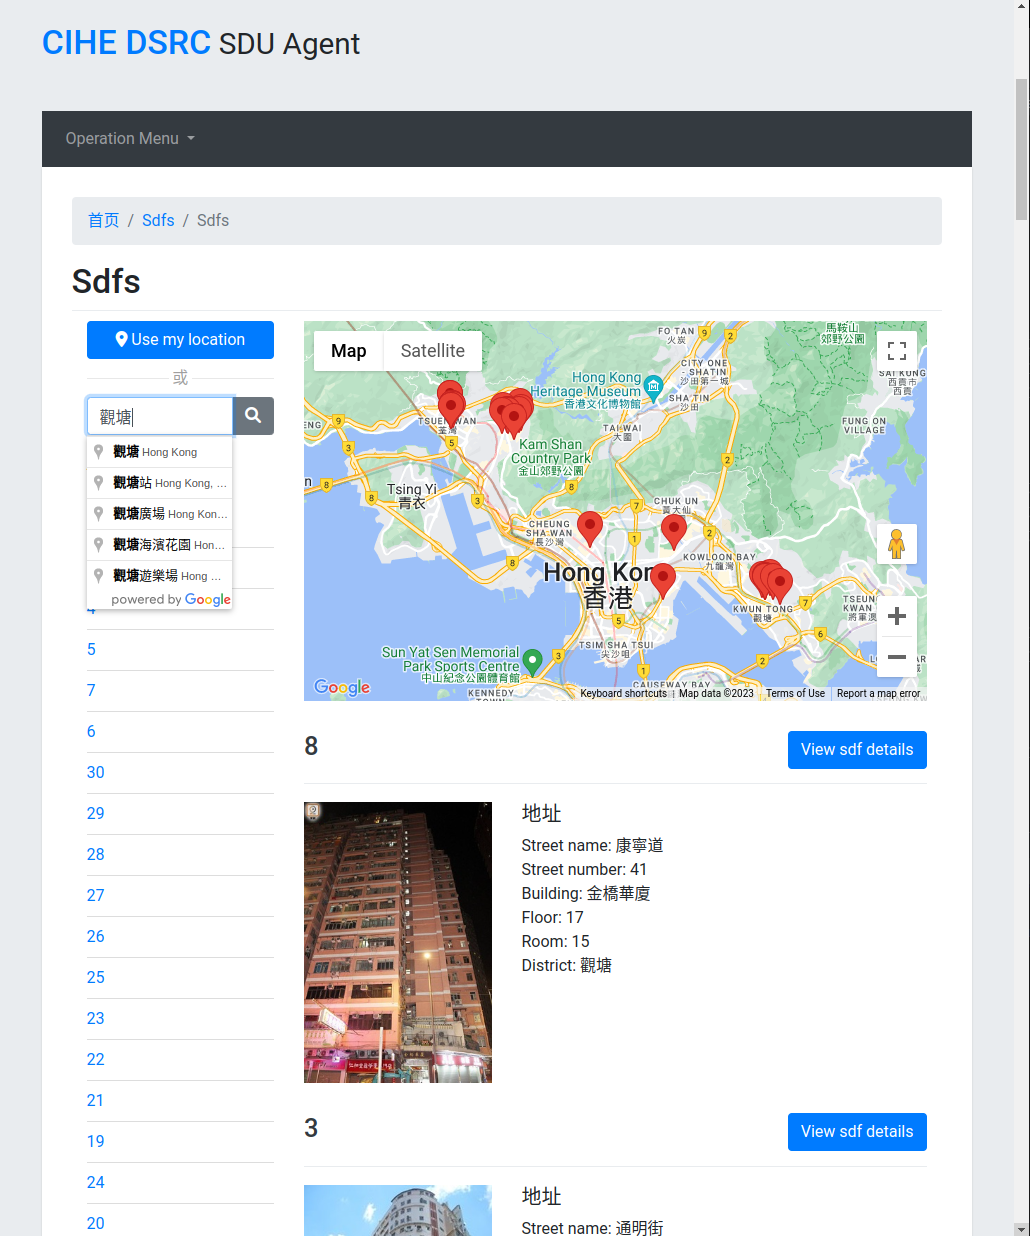 CIHE DSRC SDU Agent
Operation Menu
首页 / Sdfs / Sdfs
Sdfs
Use my location
或
觀塘
觀塘 Hong Kong
觀塘站 Hong Kong, ...
觀塘廣場 Hong Kon...
觀塘海濱花園 Hon...
觀塘遊樂場 Hong ...
powered by Google
4
5
7
6
30
29
28
27
26
25
23
22
21
19
24
20
Map
Satellite
FO TAN
火炭
馬鞍山
郊野公園
CITY ONE
- SHATIN
沙田第一城
SAI KUNG
西貢市
西貢
Hong Kong
Heritage Museum
香港文化博物館
SHA TIN
沙田
TSUEN WAN
荃灣
TAI WAI
大圍
FUNG ON
VILLAGE
Kam Shan
Country Park
金山郊野公園
Tsing Yi
青衣
CHUK UN
黃大仙
CHEUNG
SHA WAN
長沙灣
KOWLOON BAY
九龍灣
Hong Kon
香港
KWUN TONG
觀塘
TSEUN
KWAN
將軍澳
TSIM SHA TSUI
尖沙咀
Sun Yat Sen Memorial
Park Sports Centre
中山紀念公園體育館
KENNEDY
TOWN
CAUSEWAY BAY
Google
Keyboard shortcuts
Map data ©2023
Terms of Use
Report a map error
8
View sdf details
地址
Street name: 康寧道
Street number: 41
Building: 金橋華廈
Floor: 17
Room: 15
District: 觀塘
3
View sdf details
地址
Street name: 通明街